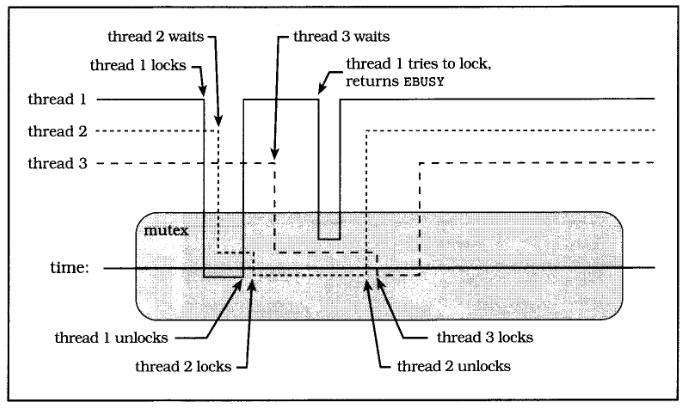 thread 2 waits
thread 3 waits
thread 1 locks
thread 1 tries to lock,
returns EBUSY
thread 1
thread 2
thread 3
mutex
time:
thread 1 unlocks
thread 3 locks
thread 2 locks
thread 2 unlocks